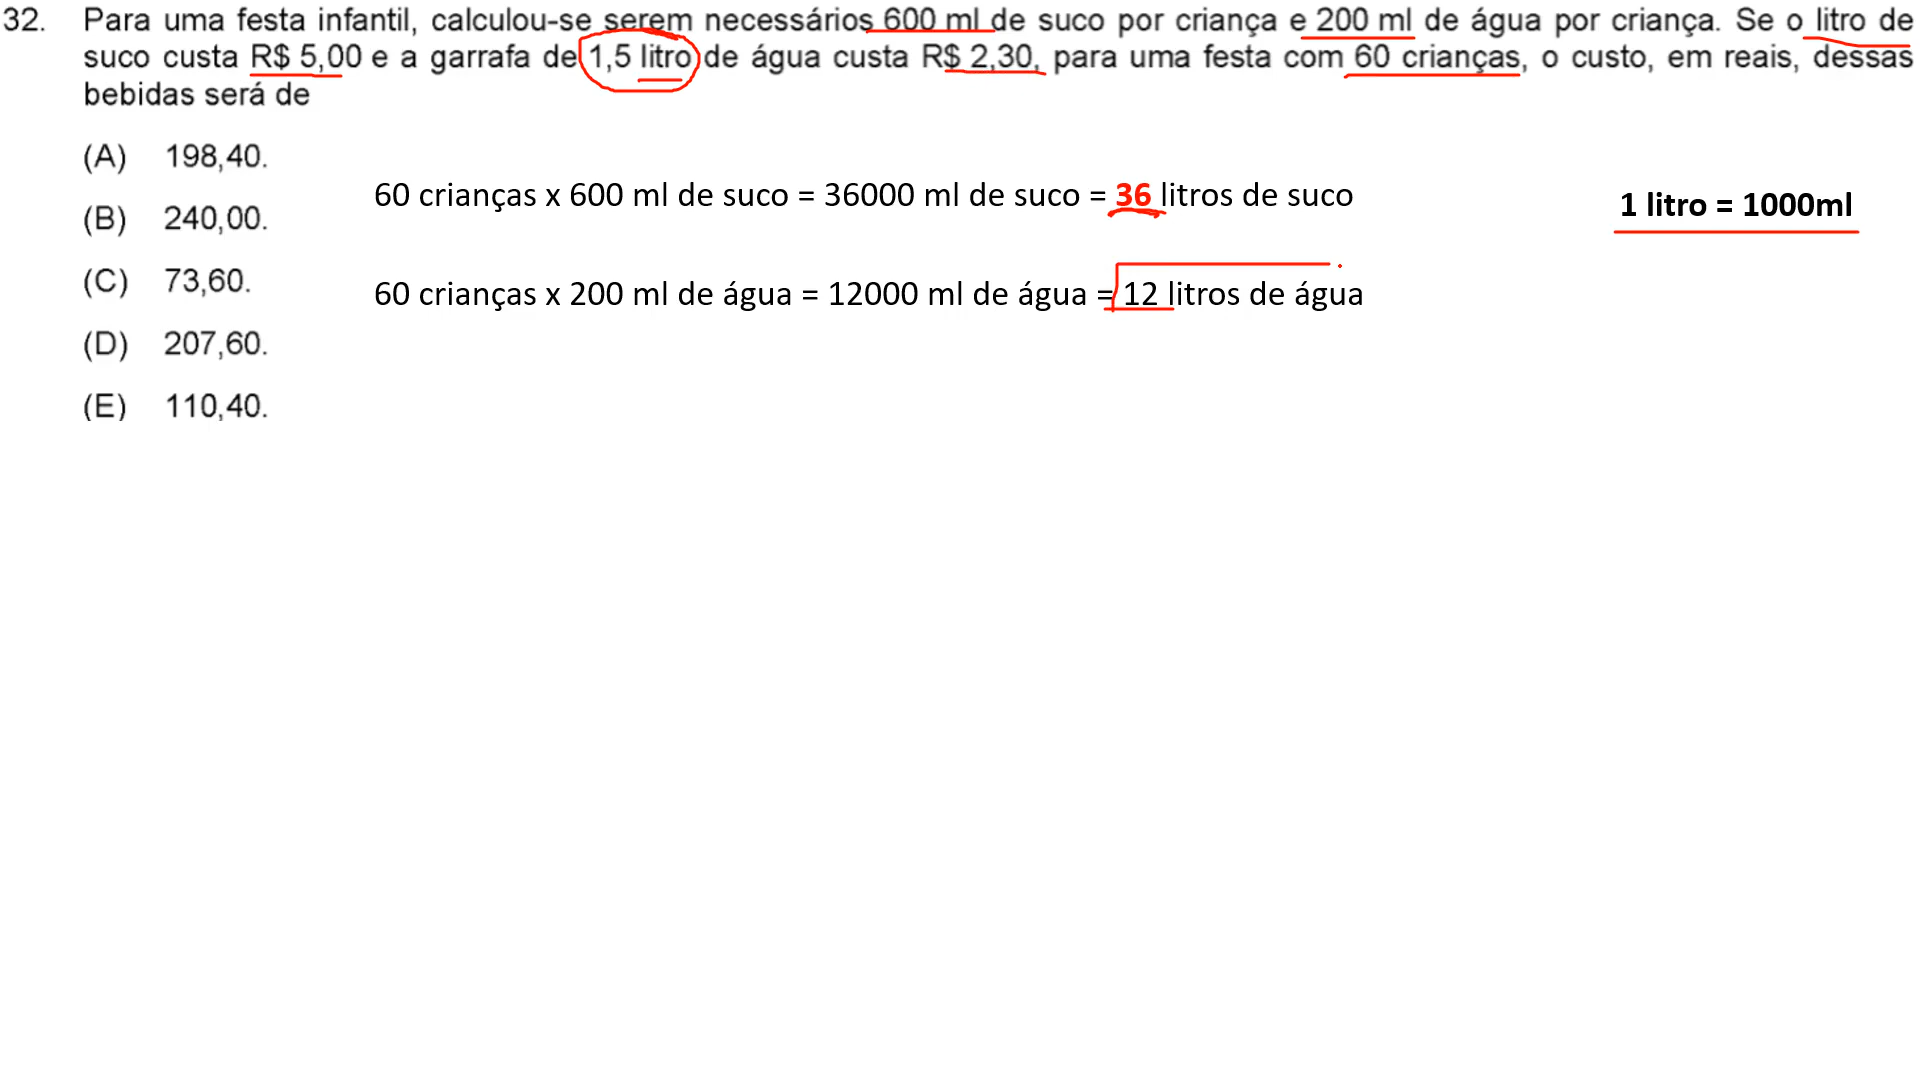 32. Para uma festa infantil, calculou-se serem necessários 600 ml de suco por criança e 200 ml de água por criança. Se o litro de
suco custa R$ 5,00 e a garrafa de 1,5 litro de água custa R$ 2,30, para uma festa com 60 crianças, o custo, em reais, dessas
bebidas será de
(A) 198,40.
(B) 240,00.
(C) 73,60.
(D) 207,60.
(E) 110,40.
60 crianças x 600 ml de suco = 36000 ml de suco = 36 litros de suco
60 crianças x 200 ml de água = 12000 ml de água = 12 litros de água
1 litro = 1000ml